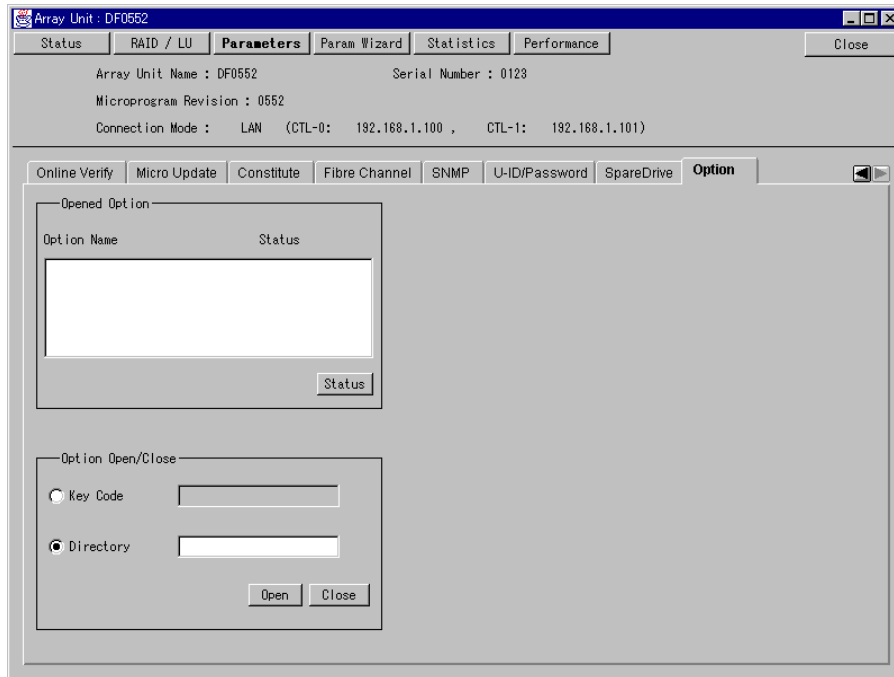 Array Unit : DF0552
Status RAID / LU Parameters Param Wizard Statistics Performance Close
Array Unit Name : DF0552 Serial Number : 0123
Microprogram Revision : 0552
Connection Mode : LAN (CTL-0: 192.168.1.100 , CTL-1: 192.168.1.101)
Online Verify Micro Update Constitute Fibre Channel SNMP U-ID/Password SpareDrive Option
Opened Option
Option Name Status
Status
Option Open/Close
Key Code
Directory
Open Close